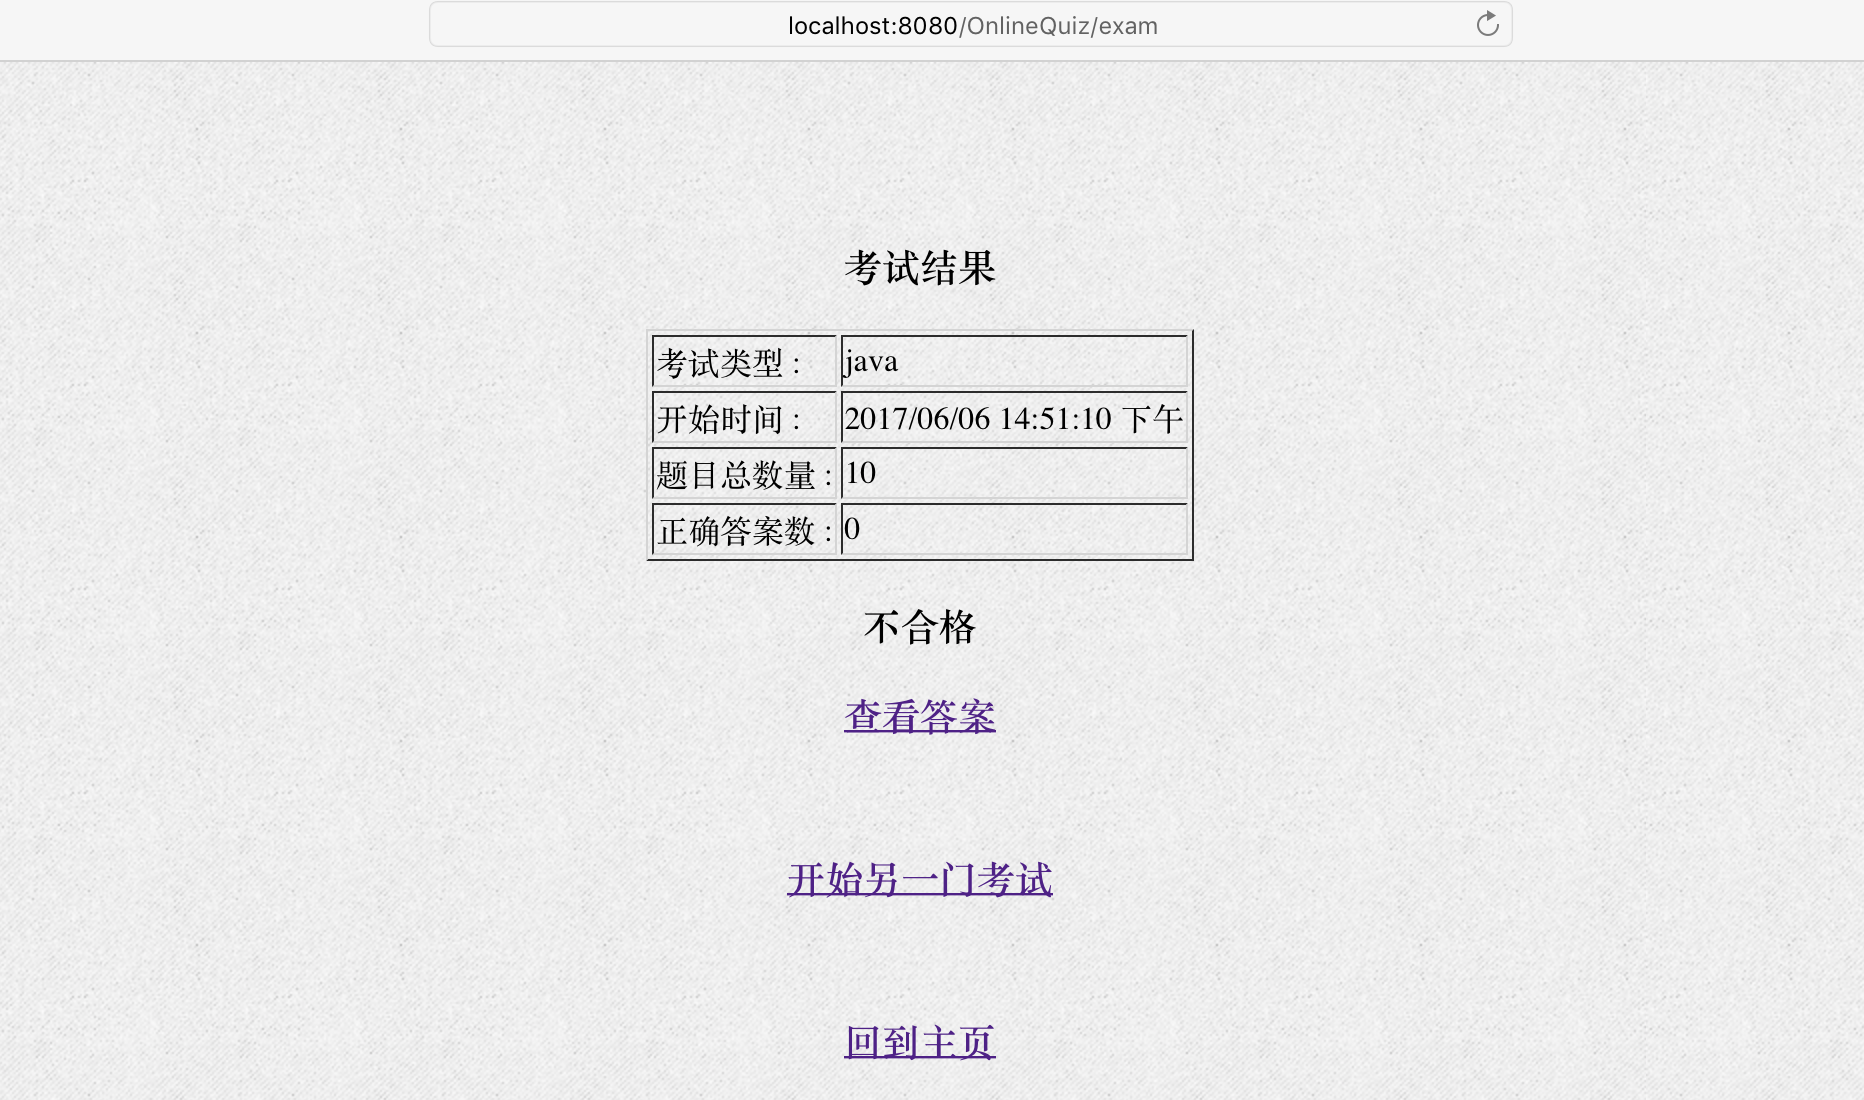 localhost:8080/OnlineQuiz/exam
考试结果
考试类型 : java
开始时间 : 2017/06/06 14:51:10 下午
题目总数量 : 10
正确答案数 : 0
不合格
查看答案
开始另一门考试
回到主页